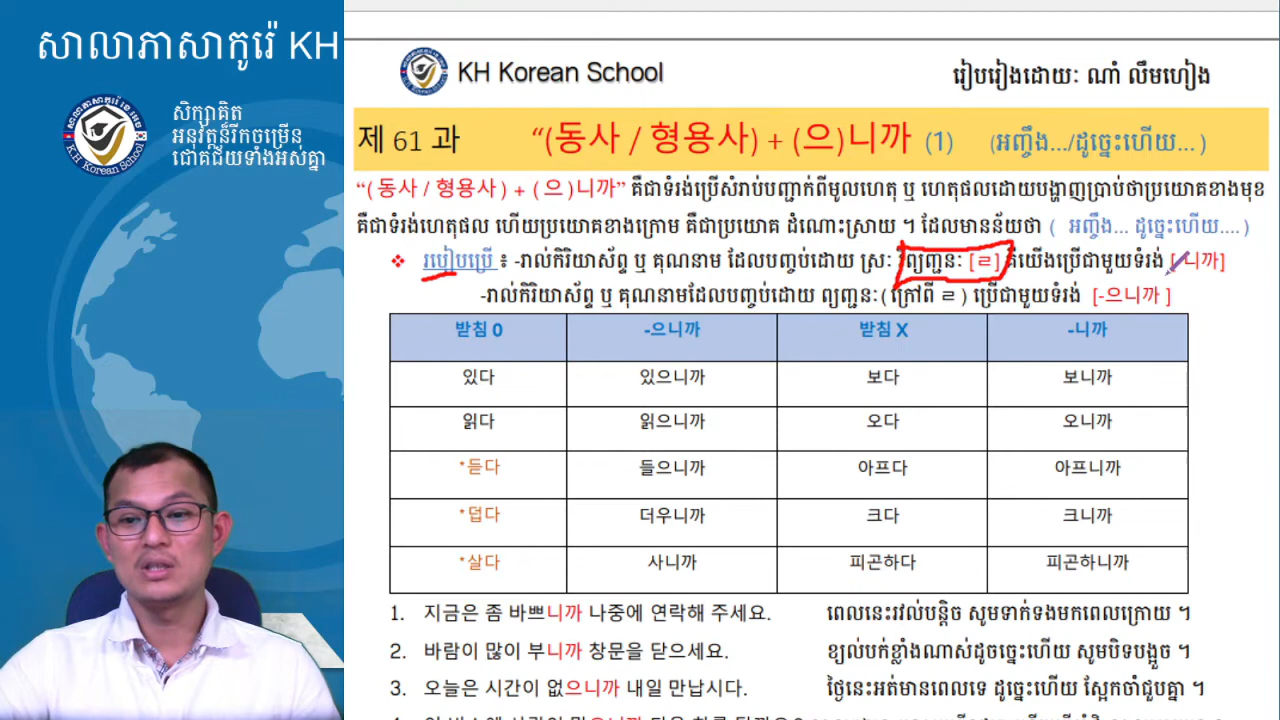 សាលាភាសាកូរ៉េ KH
សិក្សាគិត
អនុវត្តន៍រីកចម្រើន
ជោគជ័យទាំងអស់គ្នា
KH Korean School
រៀបរៀងដោយៈ ណាំ លឹមហៀង
제 61 과 “(동사 / 형용사) + (으)니까 (1) (អញ្ចឹង.../ដូច្នេះហើយ... )
“(동사 / 형용사) + (으)니까” គឺជាទំរង់ប្រើសំរាប់បញ្ជាក់ពីមូលហេតុ ឬ ហេតុផលដោយបង្ហាញប្រាប់ថាប្រយោគខាងមុខ
គឺជាទំរង់ហេតុផល ហើយប្រយោគខាងក្រោម គឺជាប្រយោគ ដំណោះស្រាយ ។ ដែលមានន័យថា ( អញ្ចឹង... ដូច្នេះហើយ.... )
❖ របៀបប្រើ ៖ -រាល់កិរិយាស័ព្ទ ឬ គុណនាម ដែលបញ្ចប់ដោយ ស្រៈ ព្យញ្ជនៈ [ㄹ] គឺយើងប្រើជាមួយទំរង់ [-니까]
-រាល់កិរិយាស័ព្ទ ឬ គុណនាមដែលបញ្ចប់ដោយ ព្យញ្ជនៈ(ក្រៅពី ㄹ) ប្រើជាមួយទំរង់ [-으니까 ]
받침 0 -으니까 받침 X -니까
있다 있으니까 보다 보니까
읽다 읽으니까 오다 오니까
*듣다 들으니까 아프다 아프니까
*덥다 더우니까 크다 크니까
*살다 사니까 피곤하다 피곤하니까
1. 지금은 좀 바쁘니까 나중에 연락해 주세요. ពេលនេះរវល់បន្តិច សូមទាក់ទងមកពេលក្រោយ ។
2. 바람이 많이 부니까 창문을 닫으세요. ខ្យល់បក់ខ្លាំងណាស់ដូចច្នេះហើយ សូមបិទបង្អួច ។
3. 오늘은 시간이 없으니까 내일 만납시다. ថ្ងៃនេះអត់មានពេលទេ ដូច្នេះហើយ ស្អែកចាំជួបគ្នា ។